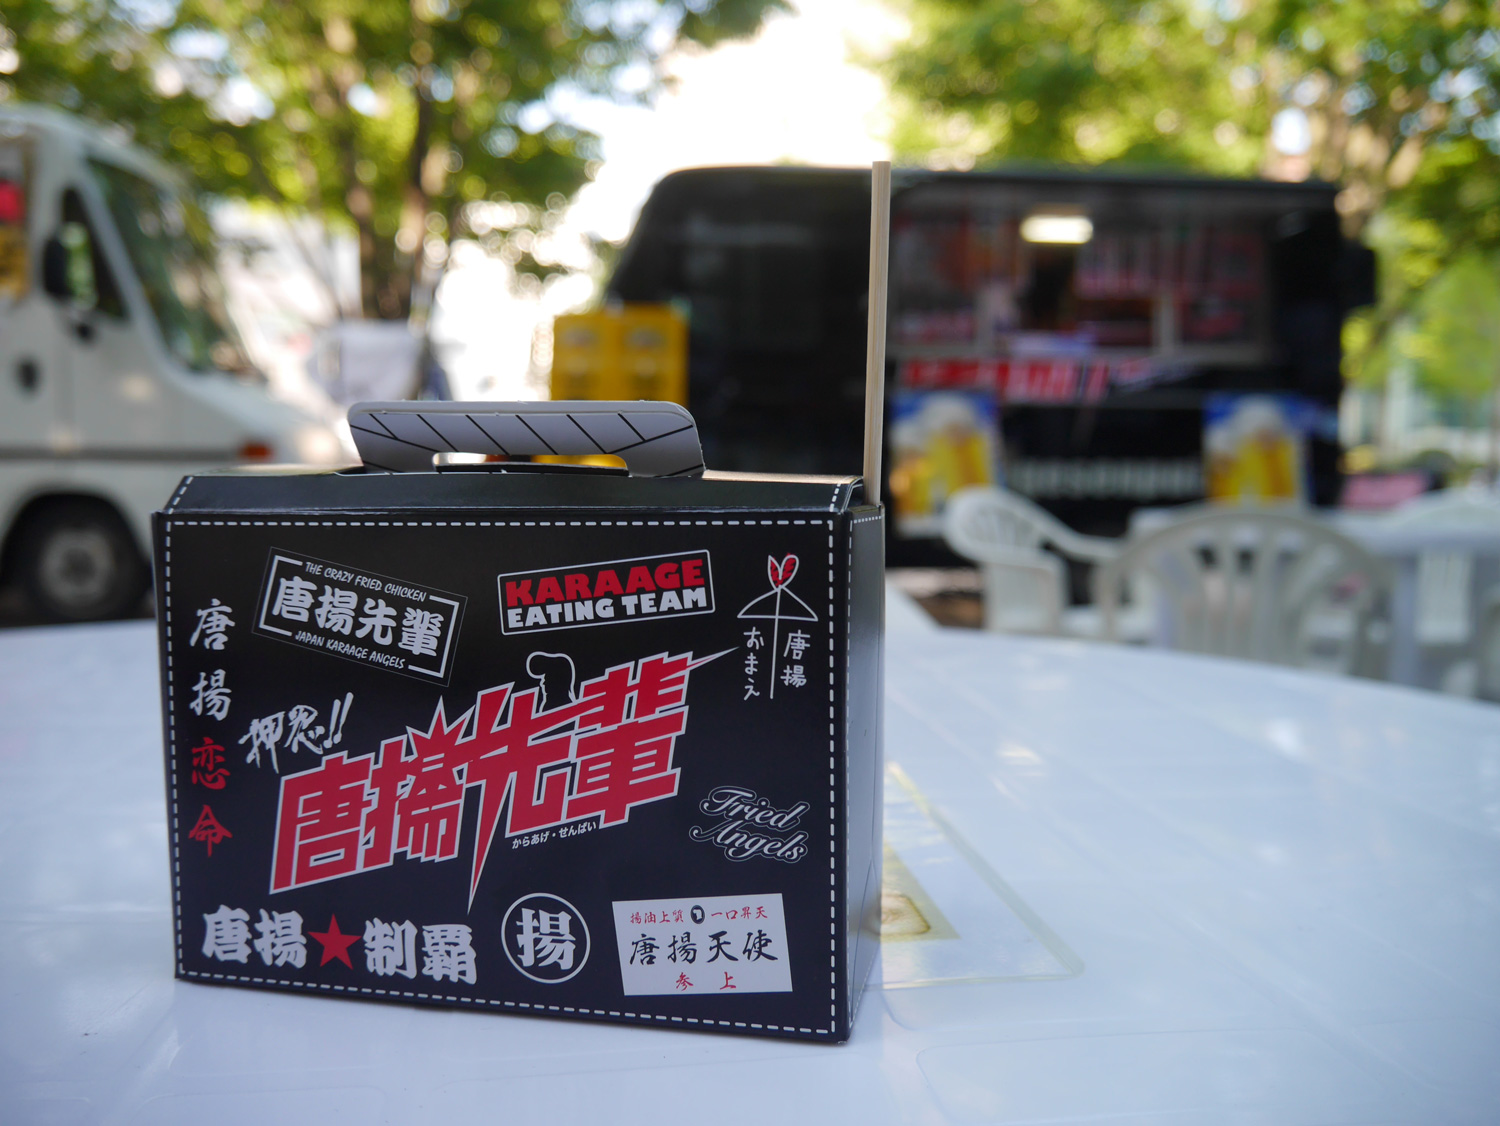 THE CRAZY FRIED CHICKEN
唐揚先輩
JAPAN KARAAGE ANGELS
KARAAGE
EATING TEAM
唐揚
おまえ
唐揚恋命
押忍!!
唐揚先輩
からあげ・せんぱい
Fried
Angels
唐揚★制覇
揚
揚油上質 一口昇天
唐揚天使
参上